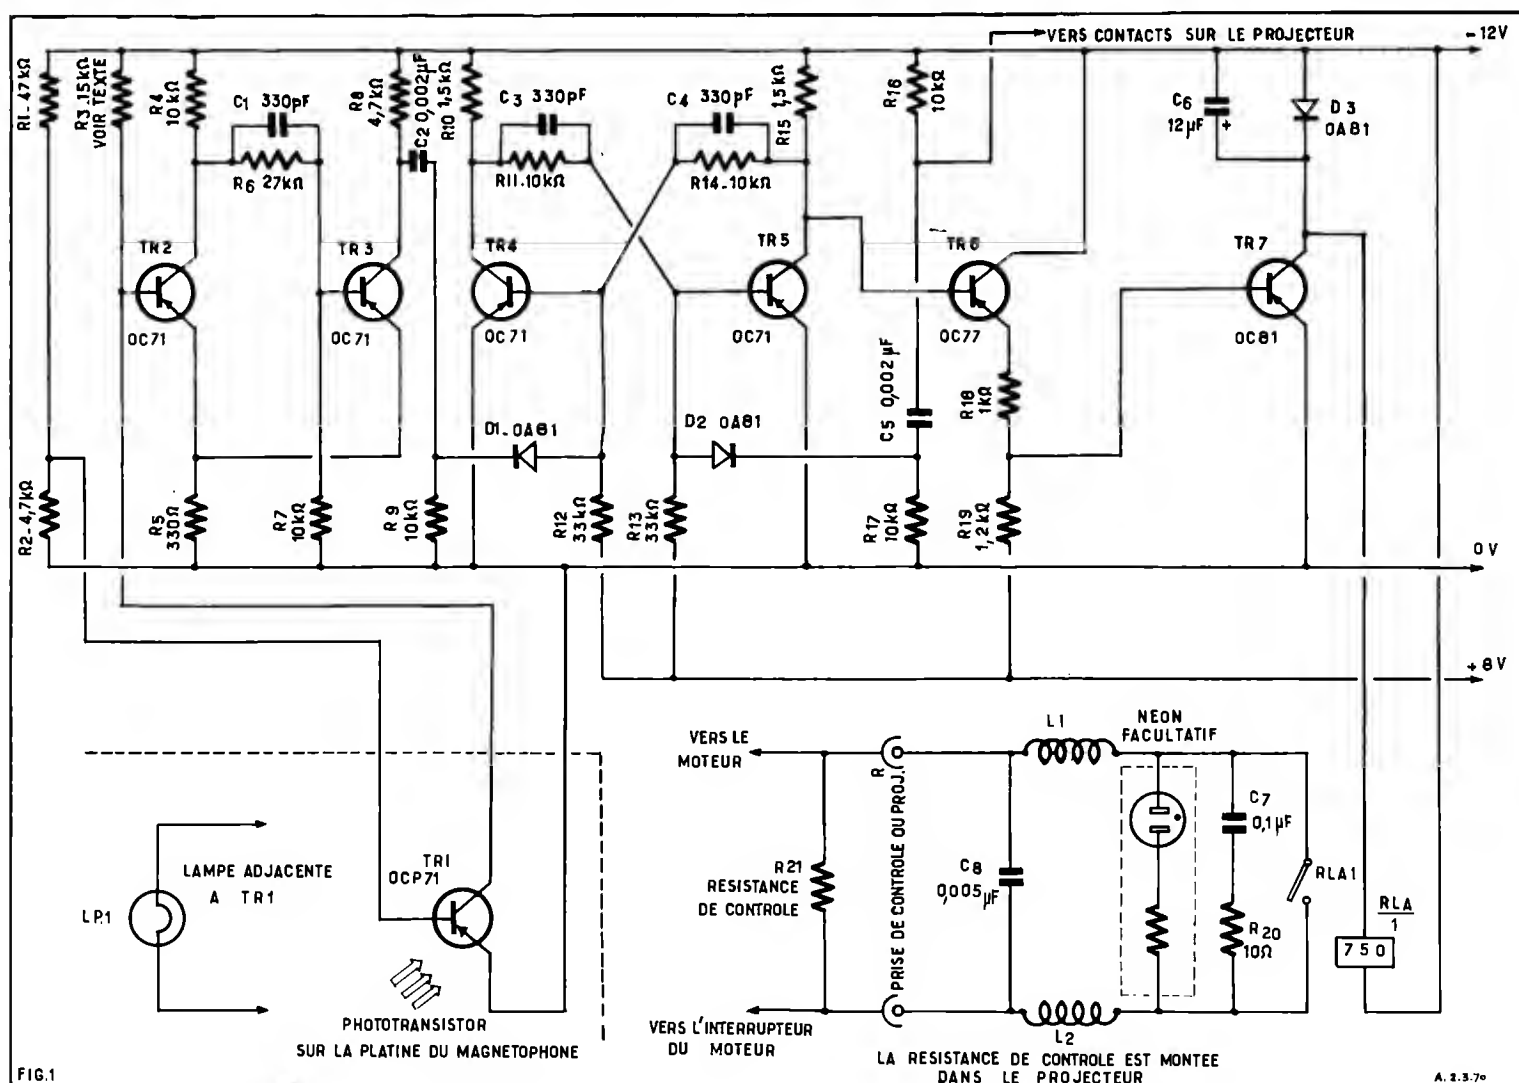 VERS CONTACTS SUR LE PROJECTEUR
-12V
R1-47kΩ
R3.15kΩ
VOIR TEXTE
R4
10kΩ
C1 330pF
R6 27kΩ
R8
4,7kΩ
C2 0,002µF
R10 1,5kΩ
C3 330pF
R11-10kΩ
C4 330pF
R14-10kΩ
R15 1,5kΩ
R16
10kΩ
C6
12µF
+
D3
OA81
TR2
OC71
TR3
OC71
TR4
OC71
TR5
OC71
TR6
OC77
TR7
OC81
R2-4,7kΩ
R5
330Ω
R7
10kΩ
R9
10kΩ
D1-OA81
R12
33kΩ
D2 OA81
R13
33kΩ
C5 0,002µF
R17
10kΩ
R18
1kΩ
R19
1,2kΩ
0V
+8V
LP.1
LAMPE ADJACENTE
A TR1
TR1
OCP71
PHOTOTRANSISTOR
SUR LA PLATINE DU MAGNETOPHONE
VERS LE
MOTEUR
R21
RESISTANCE
DE CONTROLE
VERS L'INTERRUPTEUR
DU MOTEUR
R
PRISE DE CONTROLE OU PROJ.
C8
0,005µF
L1
L2
NEON
FACULTATIF
C7
0,1µF
R20
10Ω
RLA1
RLA
1
750
LA RESISTANCE DE CONTROLE EST MONTEE
DANS LE PROJECTEUR
FIG.1
A.2.3.70